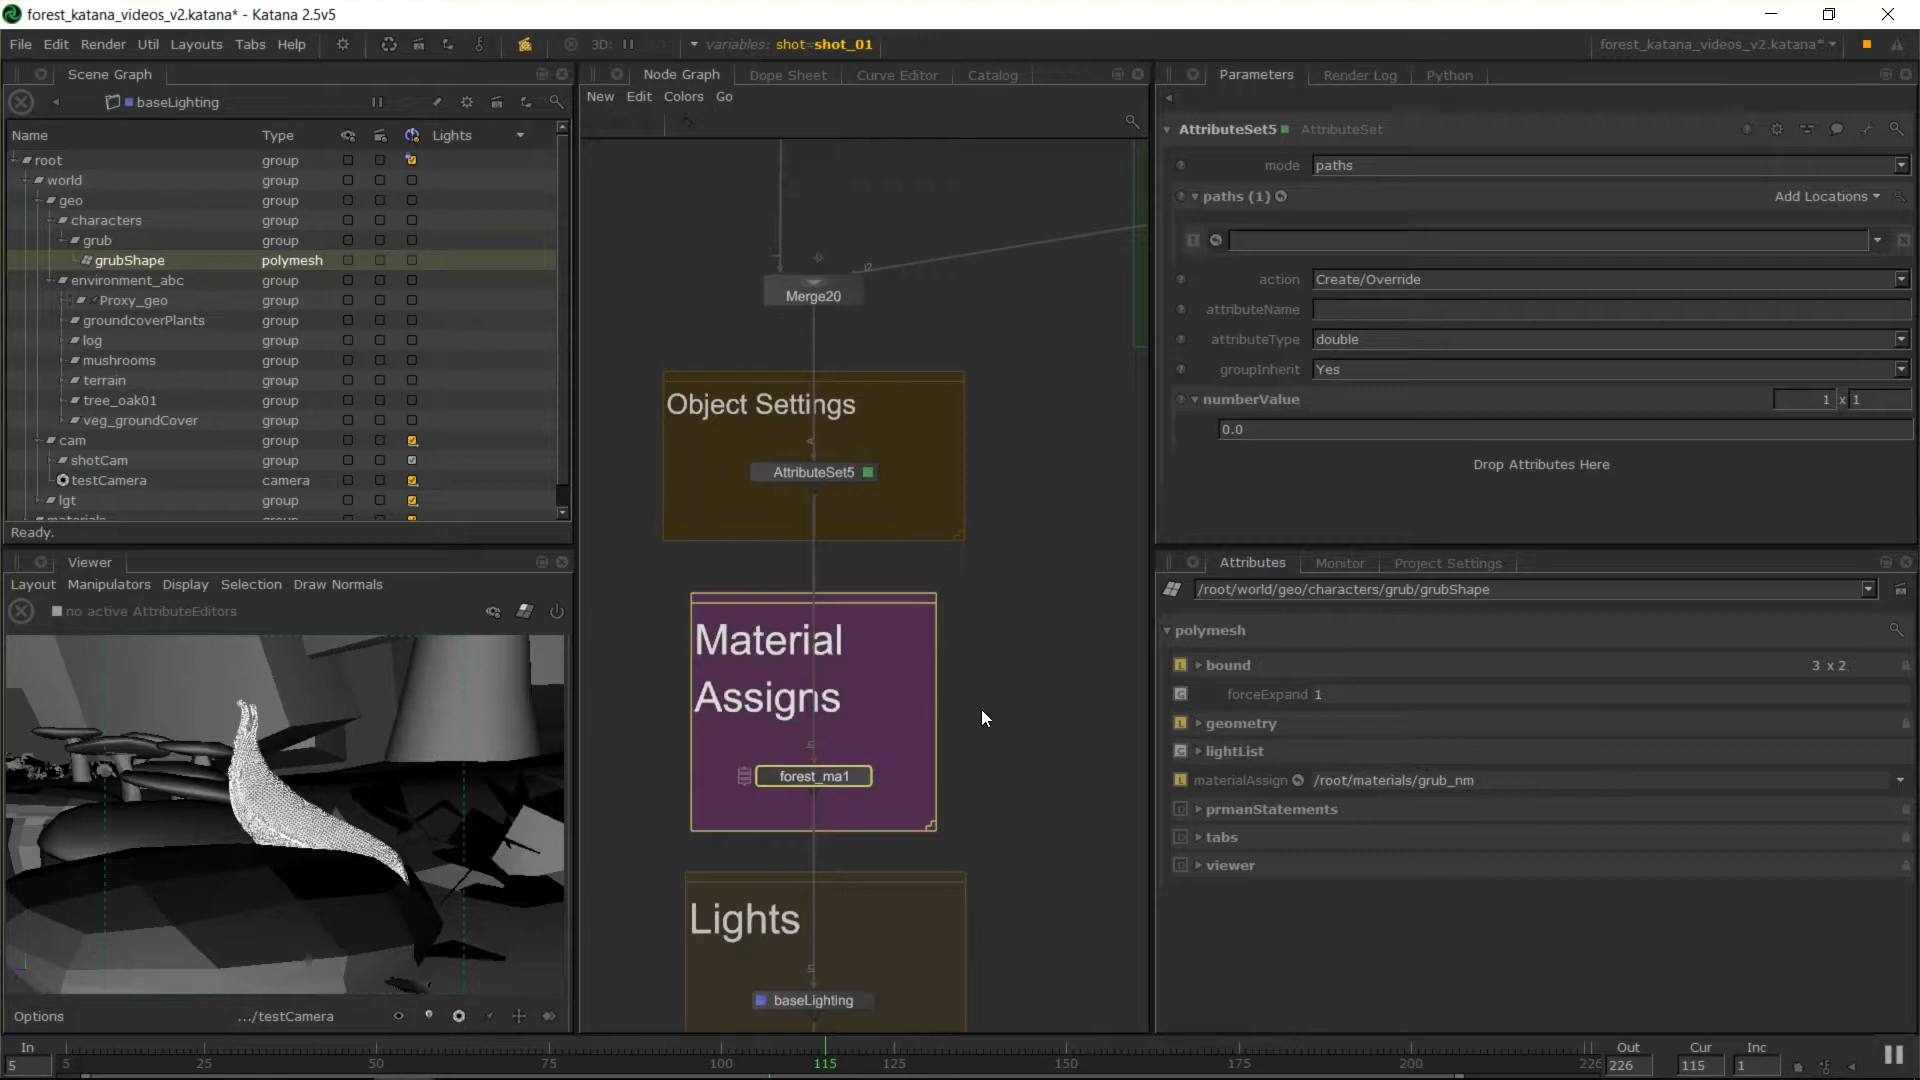 forest_katana_videos_v2.katana* - Katana 2.5v5
File Edit Render Util Layouts Tabs Help 3D: variables: shot=shot_01 forest_katana_videos_v2.katana*
Scene Graph
baseLighting
Name Type Lights
root group
world group
geo group
characters group
grub group
grubShape polymesh
environment_abc group
Proxy_geo group
groundcoverPlants group
log group
mushrooms group
terrain group
tree_oak01 group
veg_groundCover group
cam group
shotCam group
testCamera camera
lgt group
materials group
Ready.
Viewer
Layout Manipulators Display Selection Draw Normals
no active AttributeEditors
Options .../testCamera
Node Graph Dope Sheet Curve Editor Catalog
New Edit Colors Go
i0 i2
Merge20
Object Settings
A
AttributeSet5
Material
Assigns
in
forest_ma1
Lights
in
baseLighting
Parameters Render Log Python
AttributeSet5 AttributeSet
mode paths
paths (1) Add Locations
action Create/Override
attributeName
attributeType double
groupInherit Yes
numberValue 1 x 1
0.0
Drop Attributes Here
Attributes Monitor Project Settings
/root/world/geo/characters/grub/grubShape
polymesh
L bound 3 x 2
G forceExpand 1
L geometry
G lightList
L materialAssign /root/materials/grub_nm
D prmanStatements
D tabs
D viewer
In Out Cur Inc
5 5 25 50 75 100 115 125 150 175 200 226 226 115 1